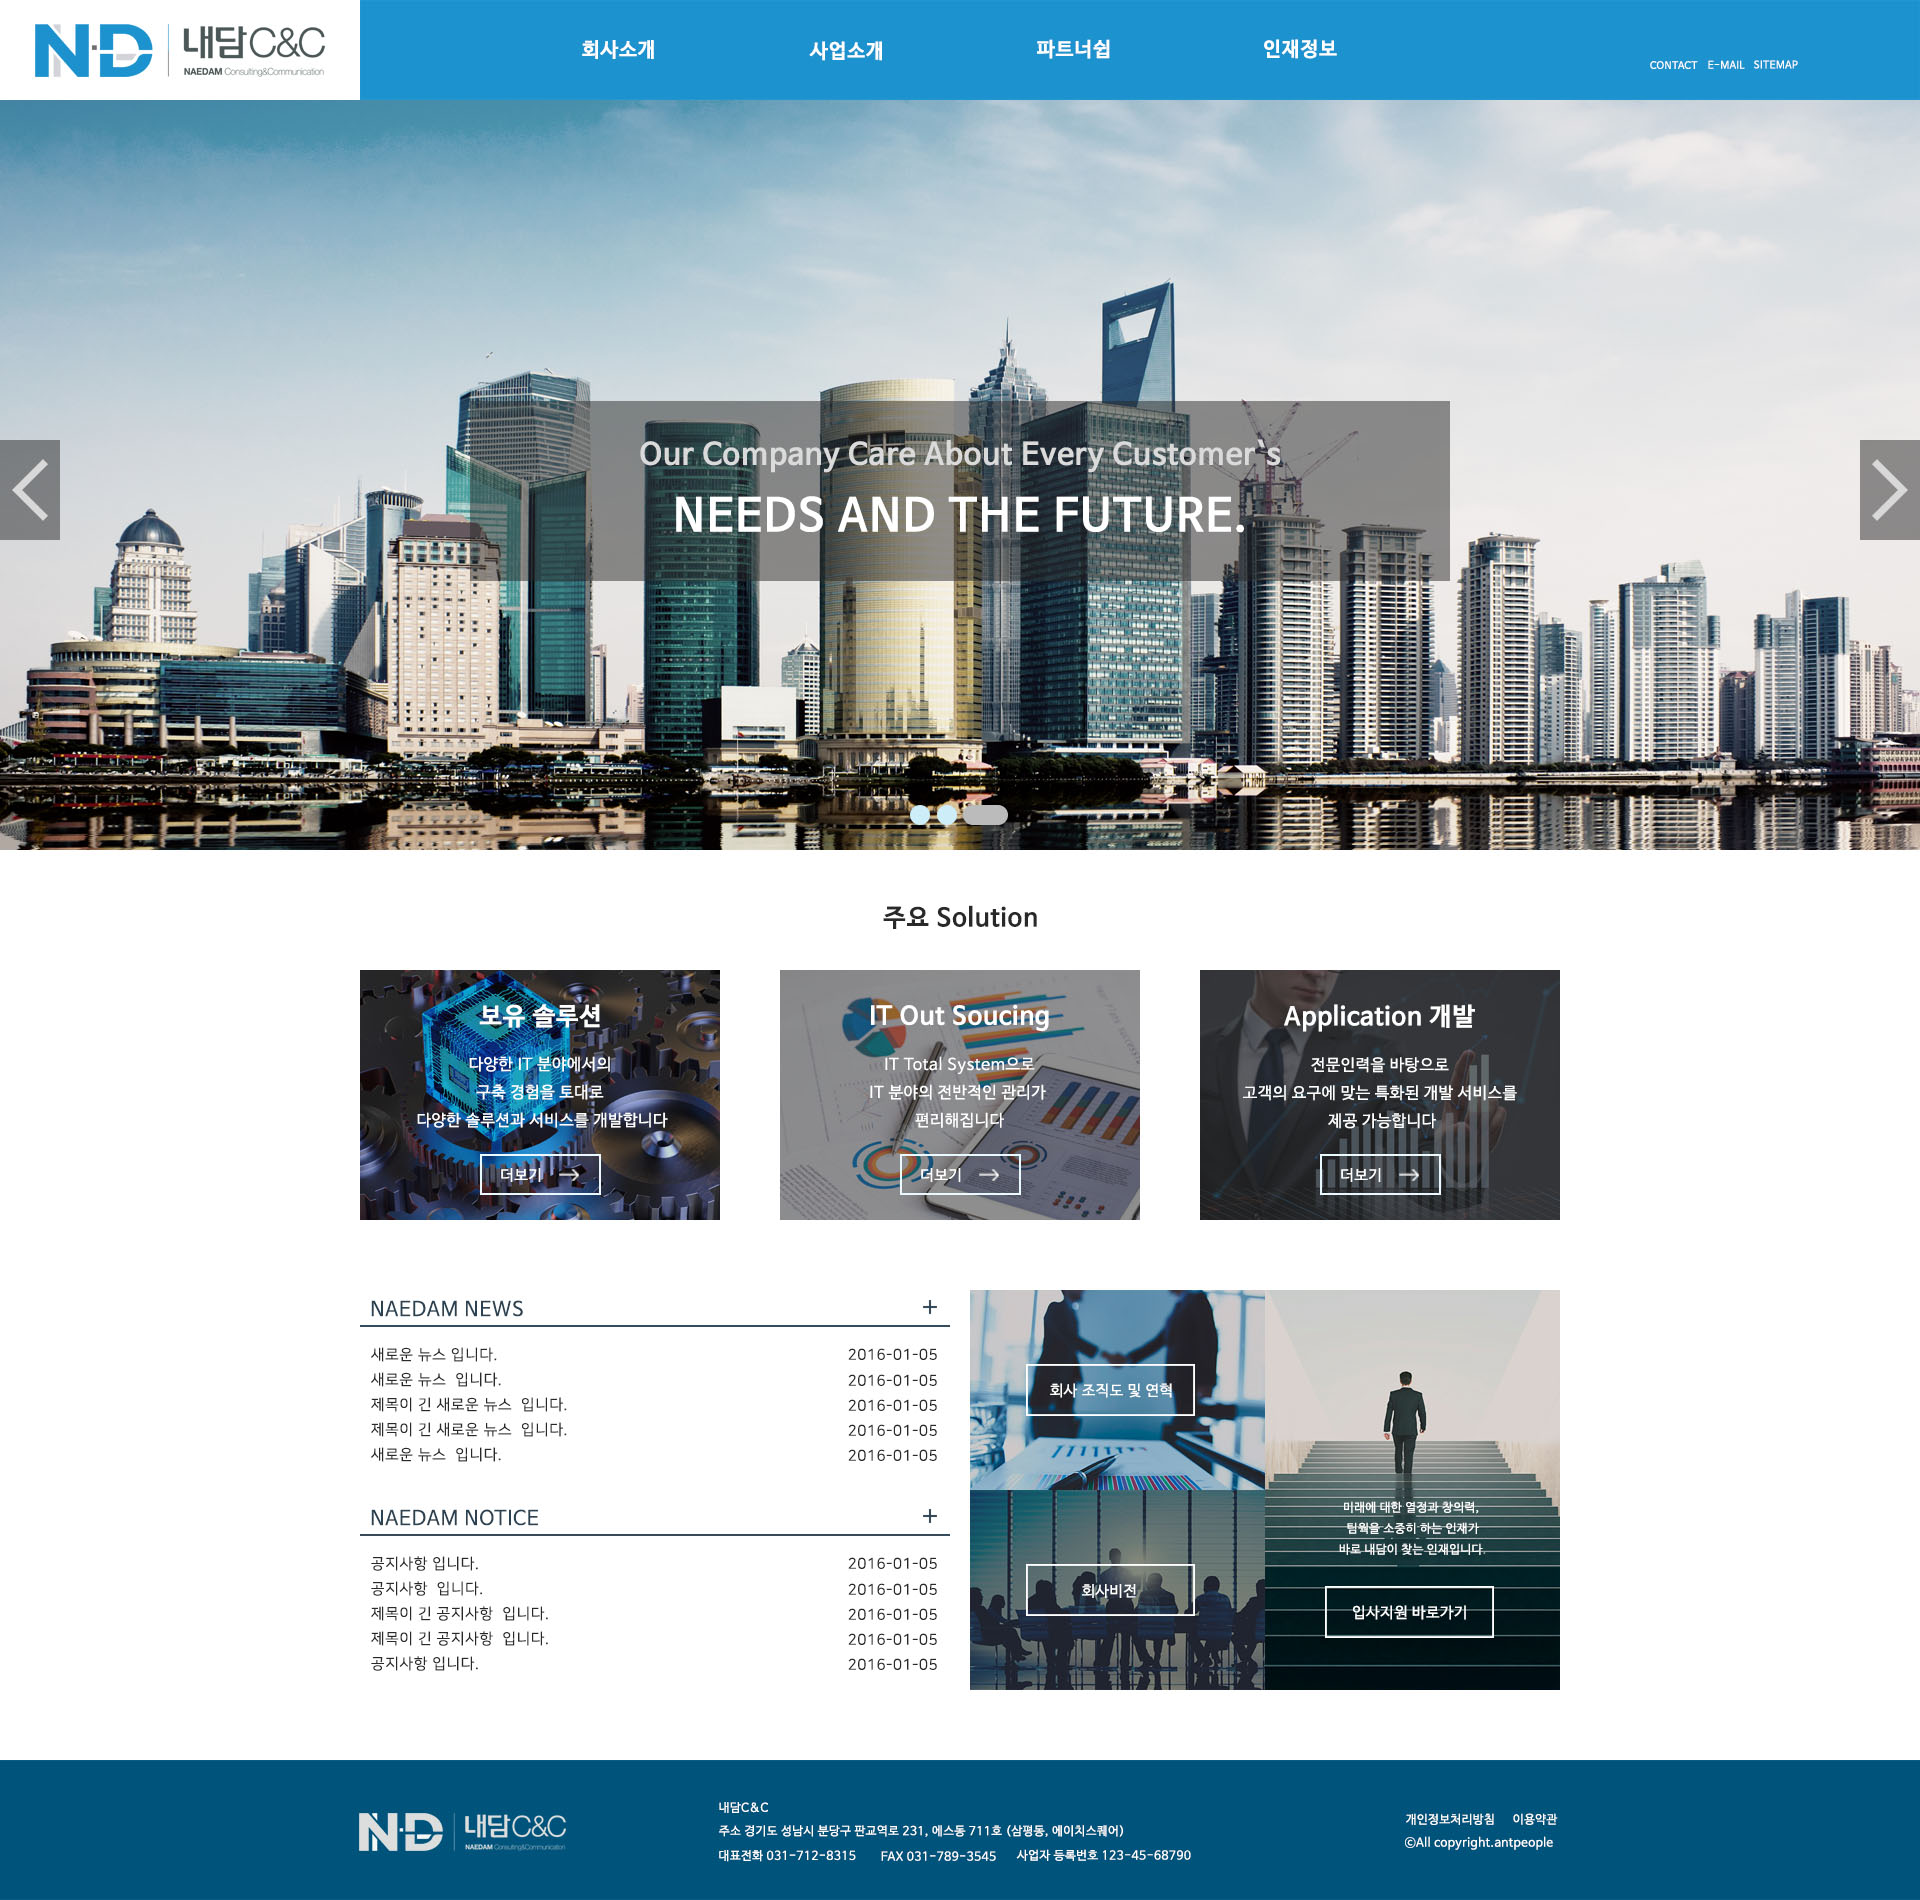 N·D 내담C&C
NAEDAM Consulting&Communication
회사소개 사업소개 파트너쉽 인재정보
CONTACT E-MAIL SITEMAP
Our Company Care About Every Customer`s
NEEDS AND THE FUTURE.
주요 Solution
보유 솔루션
다양한 IT 분야에서의
구축 경험을 토대로
다양한 솔루션과 서비스를 개발합니다
더보기
IT Out Soucing
IT Total System으로
IT 분야의 전반적인 관리가
편리해집니다
더보기
Application 개발
전문인력을 바탕으로
고객의 요구에 맞는 특화된 개발 서비스를
제공 가능합니다
더보기
NAEDAM NEWS +
새로운 뉴스 입니다. 2016-01-05
새로운 뉴스 입니다. 2016-01-05
제목이 긴 새로운 뉴스 입니다. 2016-01-05
제목이 긴 새로운 뉴스 입니다. 2016-01-05
새로운 뉴스 입니다. 2016-01-05
NAEDAM NOTICE +
공지사항 입니다. 2016-01-05
공지사항 입니다. 2016-01-05
제목이 긴 공지사항 입니다. 2016-01-05
제목이 긴 공지사항 입니다. 2016-01-05
공지사항 입니다. 2016-01-05
회사 조직도 및 연혁
회사비전
미래에 대한 열정과 창의력,
팀웍을 소중히 하는 인재가
바로 내담이 찾는 인재입니다.
입사지원 바로가기
N·D 내담C&C
NAEDAM Consulting&Communication
내담C&C
주소 경기도 성남시 분당구 판교역로 231, 에스동 711호 (삼평동, 에이치스퀘어)
대표전화 031-712-8315 FAX 031-789-3545 사업자 등록번호 123-45-68790
개인정보처리방침 이용약관
©All copyright.antpeople